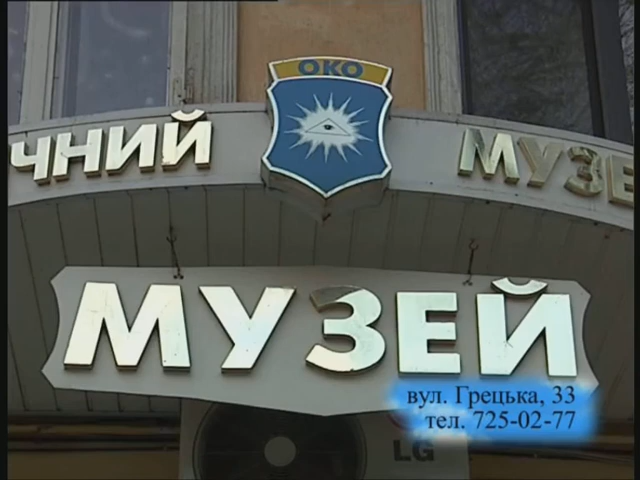 ОКО
ЧНИЙ МУЗЕ
МУЗЕЙ
вул. Грецька, 33
тел. 725-02-77
LG